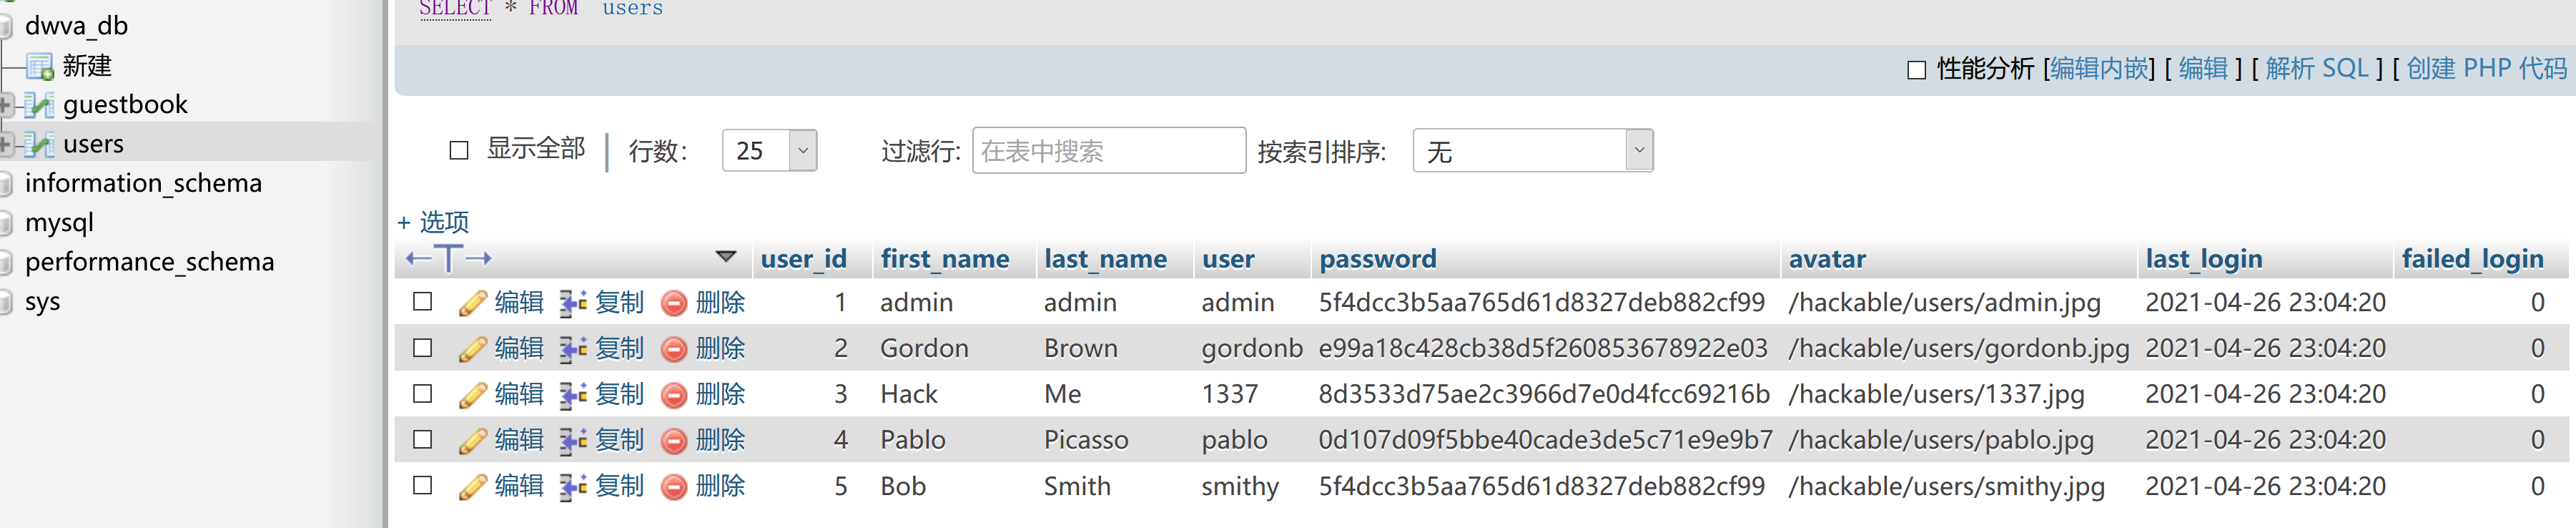 SELECT * FROM `users`
dwva_db
新建
guestbook
users
information_schema
mysql
performance_schema
sys
性能分析 [编辑内嵌] [ 编辑 ] [ 解析 SQL ] [ 创建 PHP 代码
显示全部 行数: 25 过滤行: 在表中搜索 按索引排序: 无
+ 选项
←T→ user_id first_name last_name user password avatar last_login failed_login
编辑 复制 删除 1 admin admin admin 5f4dcc3b5aa765d61d8327deb882cf99 /hackable/users/admin.jpg 2021-04-26 23:04:20 0
编辑 复制 删除 2 Gordon Brown gordonb e99a18c428cb38d5f260853678922e03 /hackable/users/gordonb.jpg 2021-04-26 23:04:20 0
编辑 复制 删除 3 Hack Me 1337 8d3533d75ae2c3966d7e0d4fcc69216b /hackable/users/1337.jpg 2021-04-26 23:04:20 0
编辑 复制 删除 4 Pablo Picasso pablo 0d107d09f5bbe40cade3de5c71e9e9b7 /hackable/users/pablo.jpg 2021-04-26 23:04:20 0
编辑 复制 删除 5 Bob Smith smithy 5f4dcc3b5aa765d61d8327deb882cf99 /hackable/users/smithy.jpg 2021-04-26 23:04:20 0